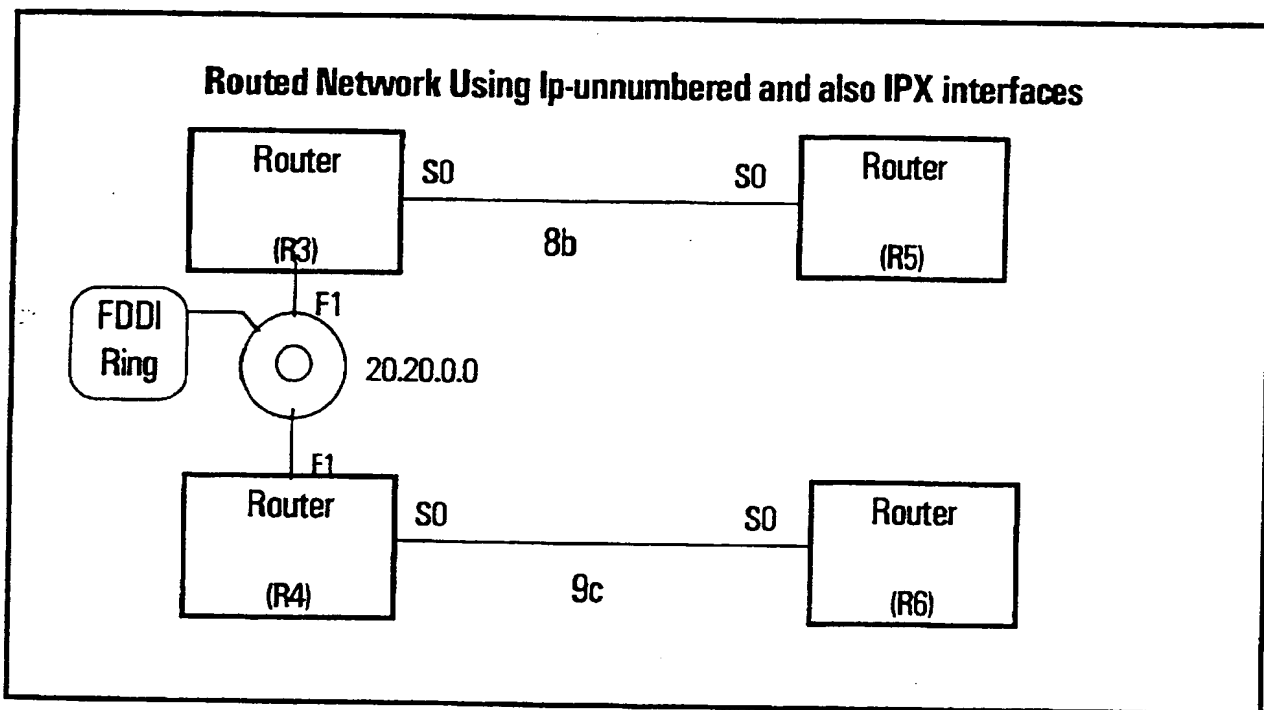 Routed Network Using Ip-unnumbered and also IPX interfaces
Router
(R3)
S0
S0
8b
Router
(R5)
FDDI
Ring
F1
20.20.0.0
F1
Router
(R4)
S0
S0
9c
Router
(R6)